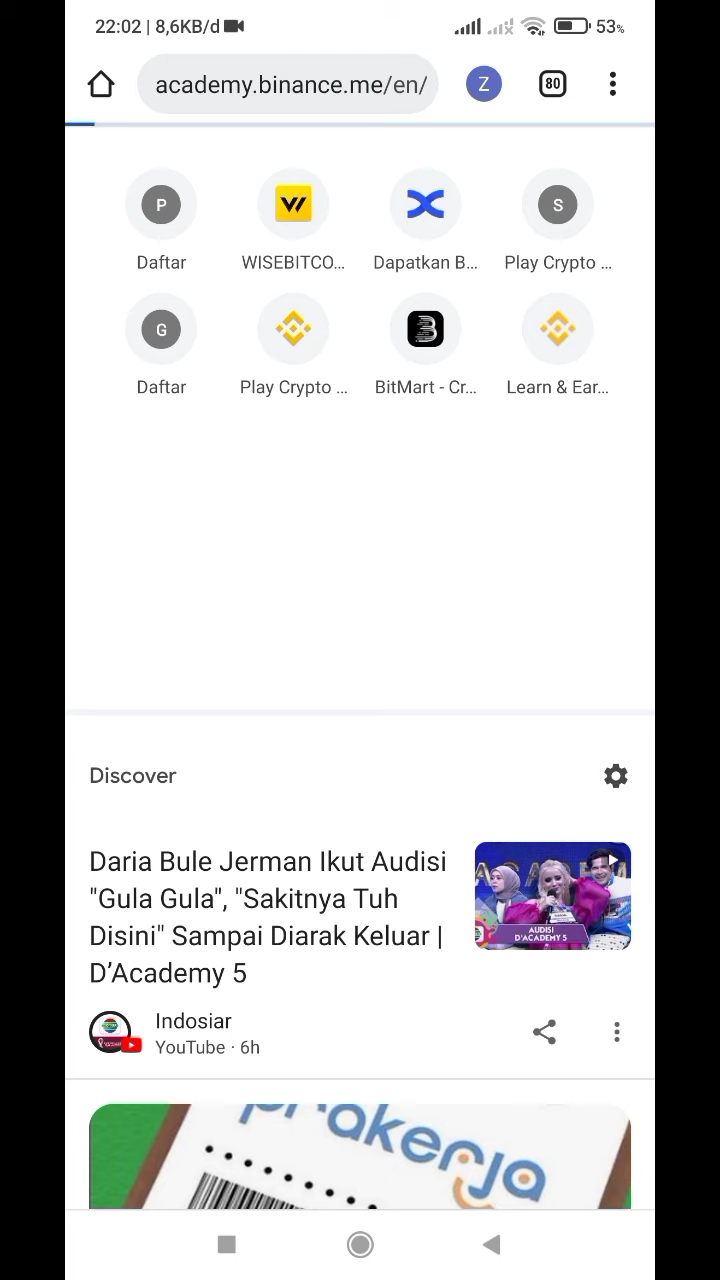 22:02 | 8,6KB/d 53%
academy.binance.me/en/ Z 80
P S
Daftar WISEBITCO... Dapatkan B... Play Crypto ...
G
Daftar Play Crypto ... BitMart - Cr... Learn & Ear...
Discover
Daria Bule Jerman Ikut Audisi
"Gula Gula", "Sakitnya Tuh
Disini" Sampai Diarak Keluar |
D’Academy 5
AUDISI
D'ACADEMY 5
Indosiar
YouTube · 6h
prakerja